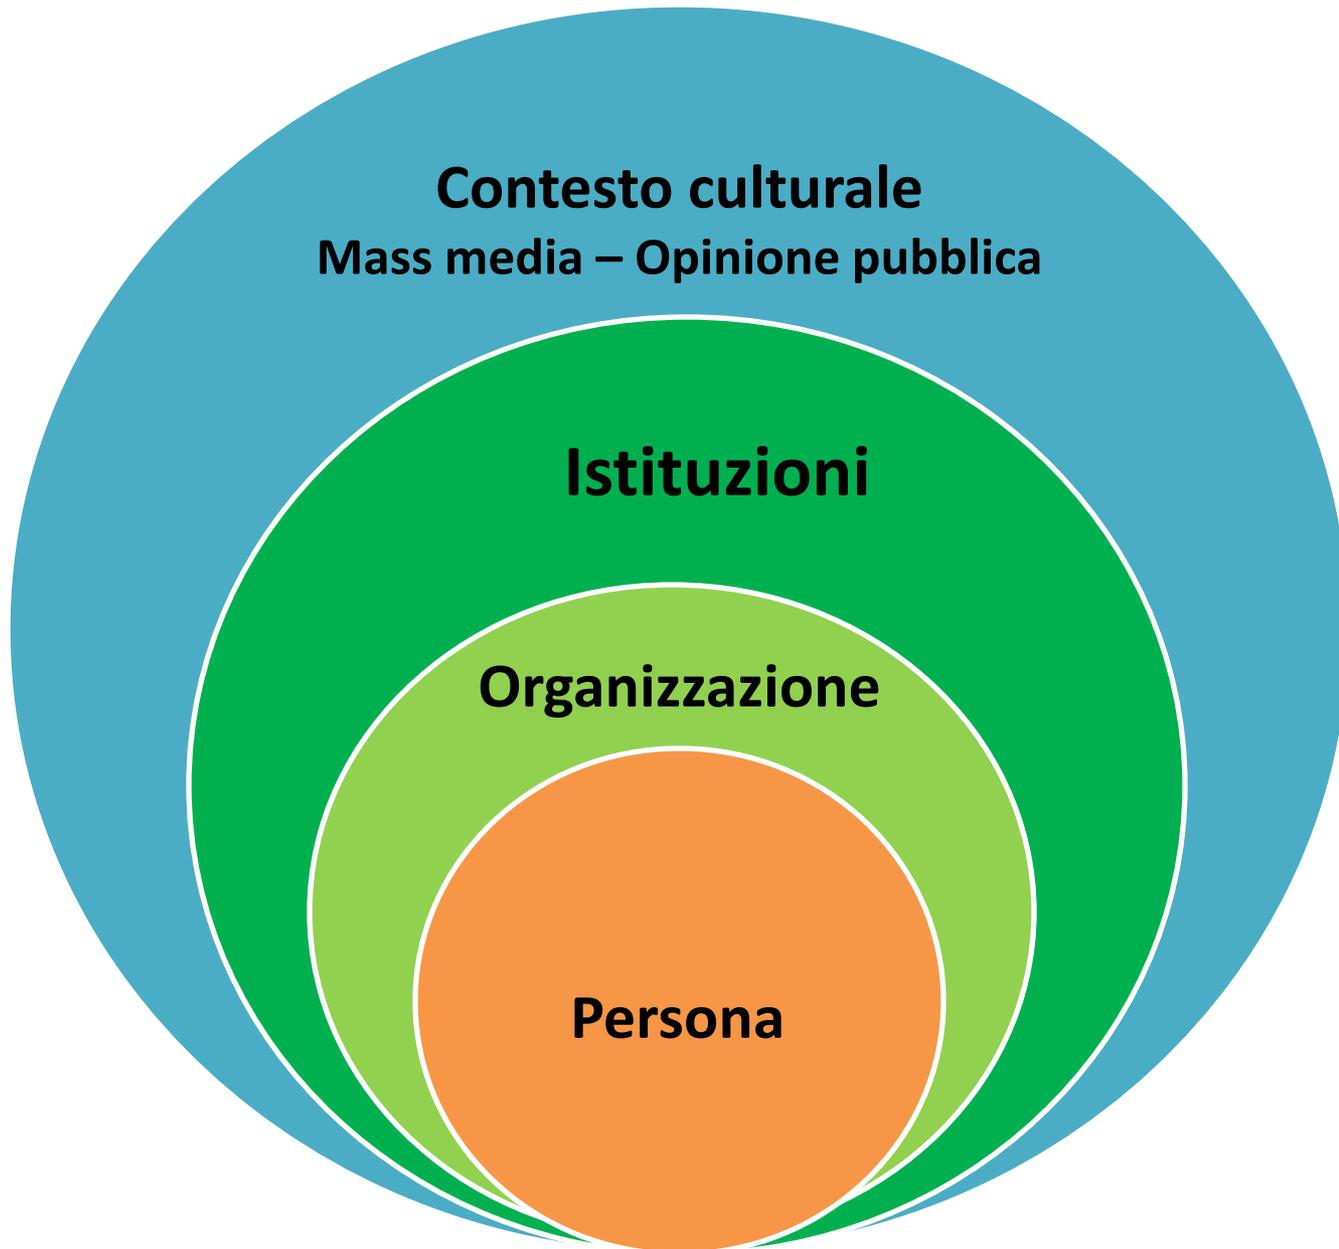 Contesto culturale
Mass media – Opinione pubblica
Istituzioni
Organizzazione
Persona